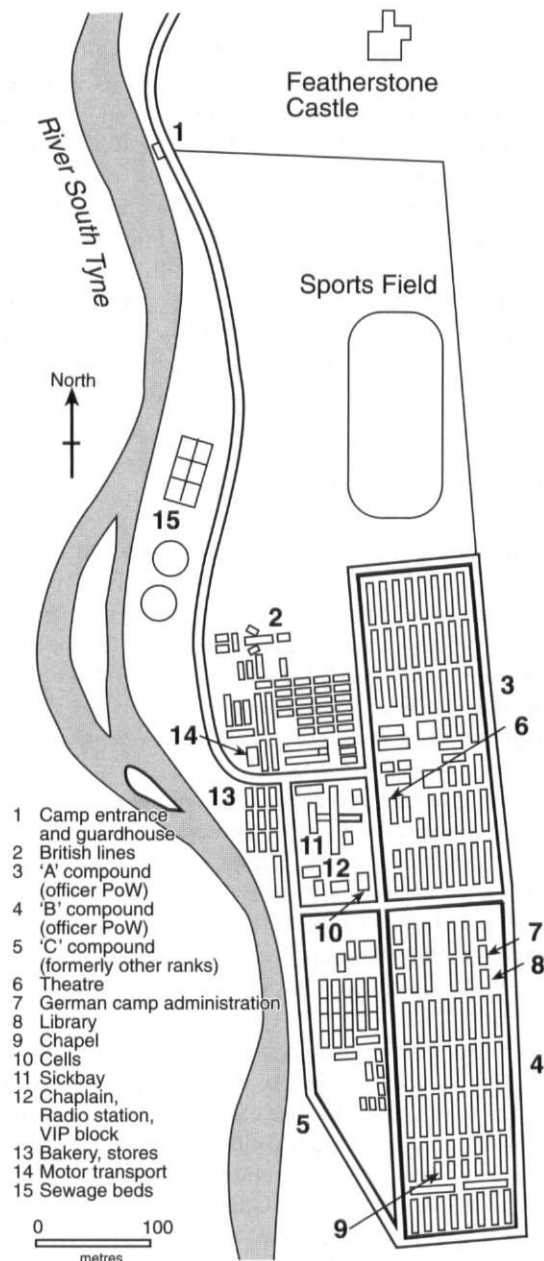 Featherstone
Castle
1
River South Tyne
Sports Field
North
15
2
3
14
6
13
11
12
10
7
8
4
5
9
1 Camp entrance
and guardhouse
2 British lines
3 'A' compound
(officer PoW)
4 'B' compound
(officer PoW)
5 'C' compound
(formerly other ranks)
6 Theatre
7 German camp administration
8 Library
9 Chapel
10 Cells
11 Sickbay
12 Chaplain,
Radio station,
VIP block
13 Bakery, stores
14 Motor transport
15 Sewage beds
0 100
metres